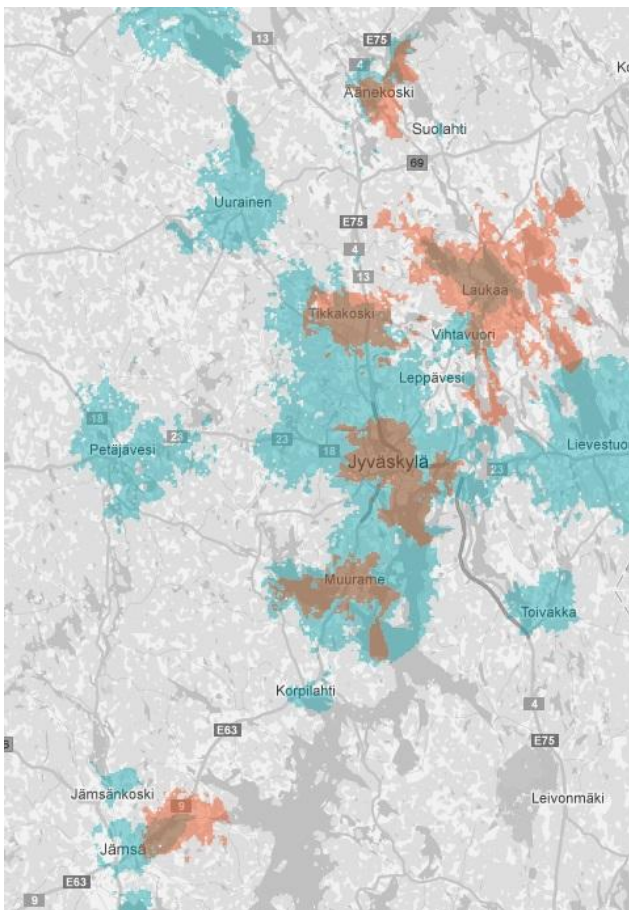 13
E75
4
Ko
Äänekoski
Suolahti
69
Uurainen
E75
4
13
Laukaa
Tikkakoski
Vihtavuori
Leppävesi
18
23
Petäjävesi
23
18
Jyväskylä
23
Lievestuo
Muurame
Toivakka
Korpilahti
4
E63
E75
Jämsänkoski
9
Leivonmäki
Jämsä
E63
9